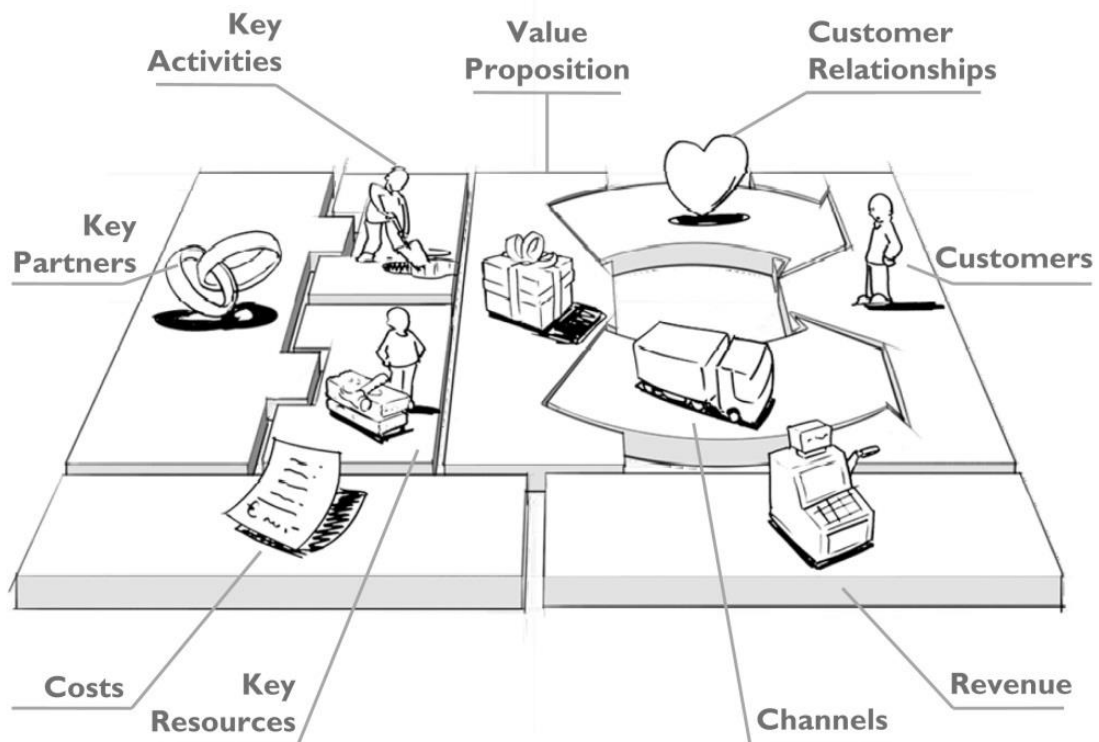 Key
Activities
Value
Proposition
Customer
Relationships
Key
Partners
Customers
Costs
Key
Resources
Channels
Revenue